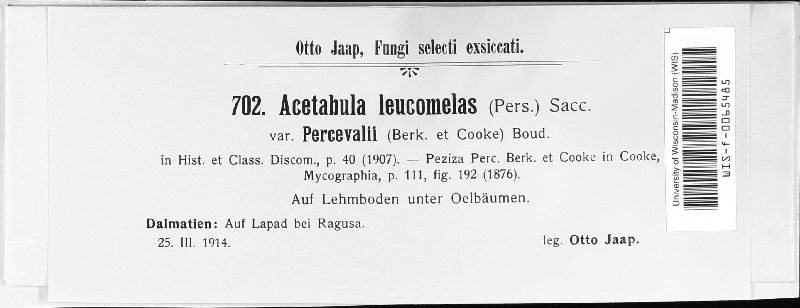 Otto Jaap, Fungi selecti exsiccati.
702. Acetabula leucomelas (Pers.) Sacc.
var. Percevalii (Berk. et Cooke) Boud.
in Hist. et Class. Discom., p. 40 (1907). — Peziza Perc. Berk. et Cooke in Cooke,
Mycographia, p. 111, fig. 192 (1876).
Auf Lehmboden unter Oelbäumen.
Dalmatien: Auf Lapad bei Ragusa.
25. III. 1914.
leg. Otto Jaap.
University of Wisconsin-Madison (WIS)
WIS-f-0065485